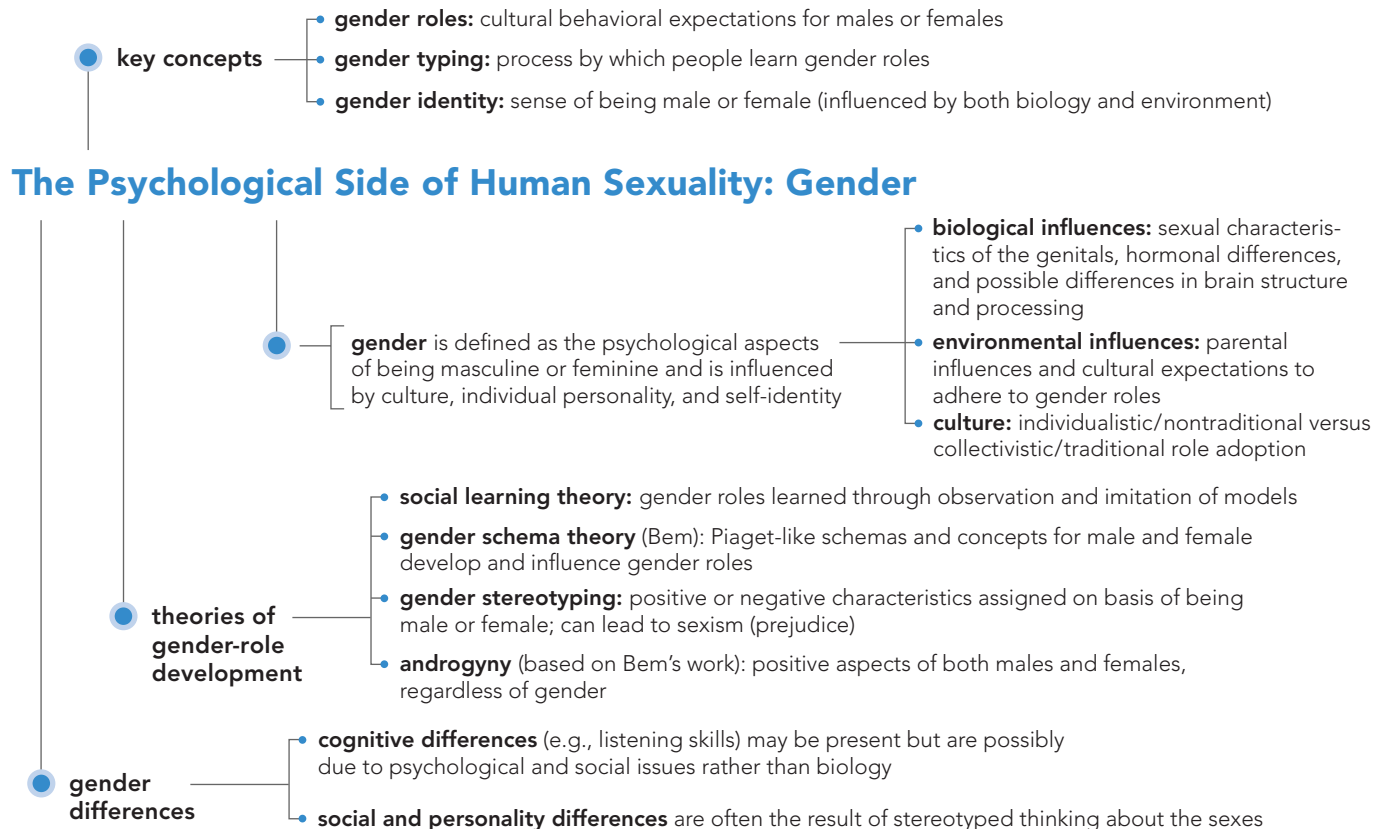 gender roles: cultural behavioral expectations for males or females
key concepts
gender typing: process by which people learn gender roles
gender identity: sense of being male or female (influenced by both biology and environment)
The Psychological Side of Human Sexuality: Gender
biological influences: sexual characteris-
tics of the genitals, hormonal differences,
and possible differences in brain structure
and processing
gender is defined as the psychological aspects
of being masculine or feminine and is influenced
by culture, individual personality, and self-identity
environmental influences: parental
influences and cultural expectations to
adhere to gender roles
culture: individualistic/nontraditional versus
collectivistic/traditional role adoption
social learning theory: gender roles learned through observation and imitation of models
gender schema theory (Bem): Piaget-like schemas and concepts for male and female
develop and influence gender roles
theories of
gender-role
development
gender stereotyping: positive or negative characteristics assigned on basis of being
male or female; can lead to sexism (prejudice)
androgyny (based on Bem's work): positive aspects of both males and females,
regardless of gender
cognitive differences (e.g., listening skills) may be present but are possibly
due to psychological and social issues rather than biology
gender
differences
social and personality differences are often the result of stereotyped thinking about the sexes